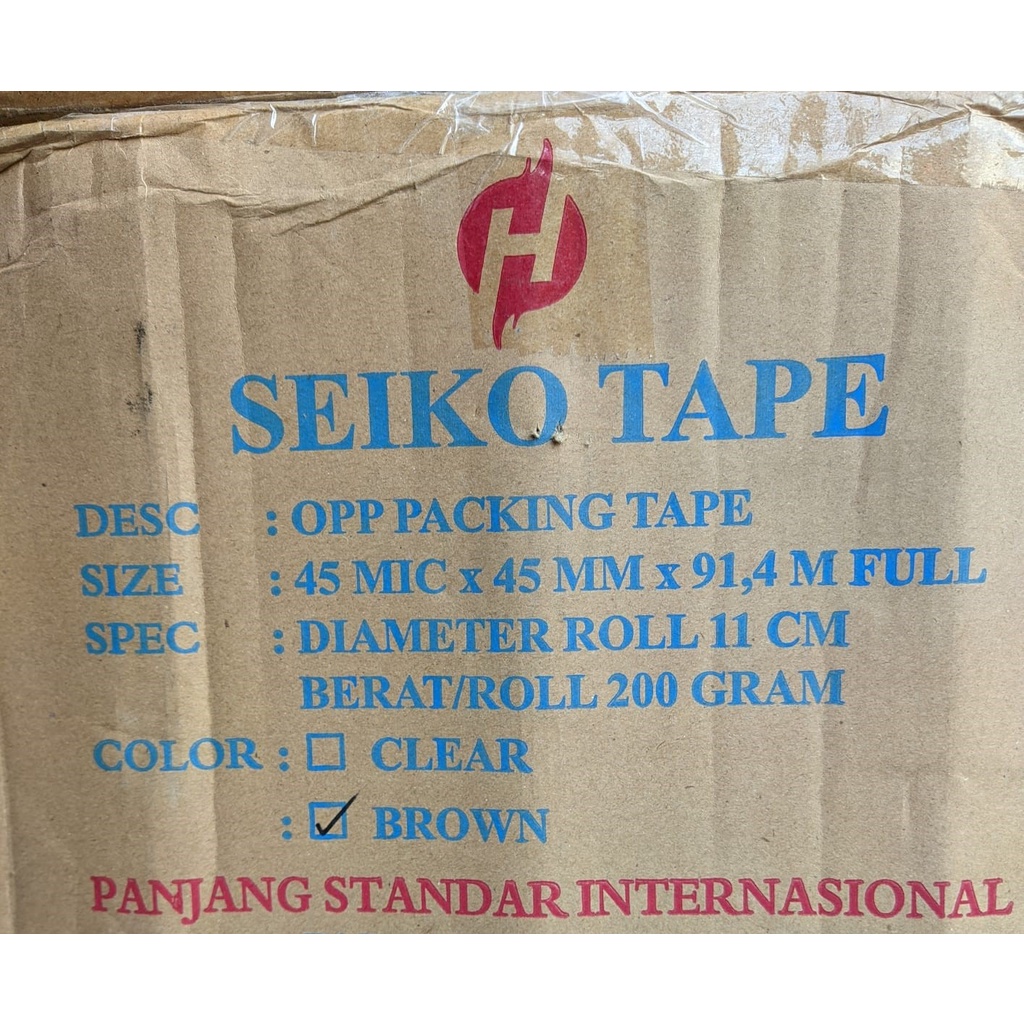 H
SEIKO TAPE
DESC : OPP PACKING TAPE
SIZE : 45 MIC x 45 MM x 91,4 M FULL
SPEC : DIAMETER ROLL 11 CM
BERAT/ROLL 200 GRAM
COLOR : ☐ CLEAR
: ☑ BROWN
PANJANG STANDAR INTERNASIONAL